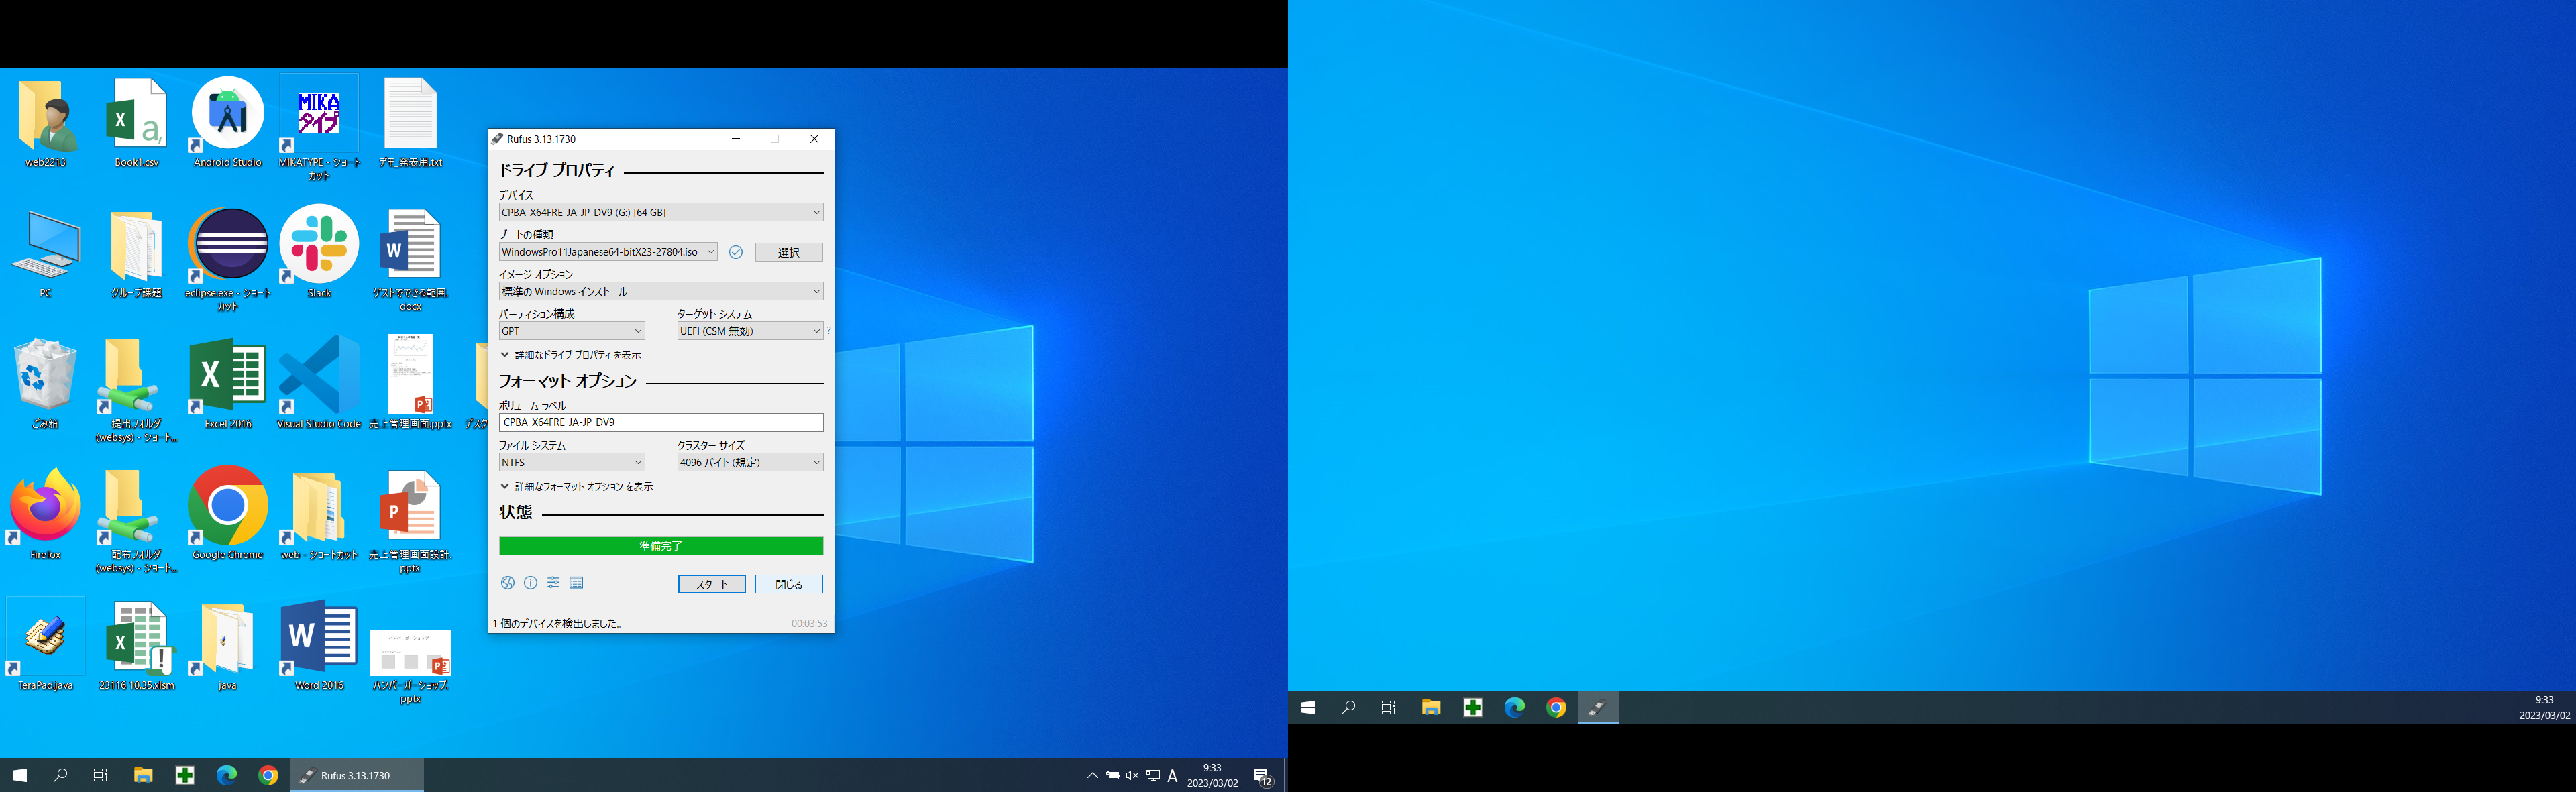 web2213
Book1.csv
Android Studio
MIKA
タイプ
MIKATYPE - ショート
カット
デモ_発表用.txt
PC
グループ課題
eclipse.exe - ショート
カット
Slack
ゲストでできる範囲.
docx
ごみ箱
提出フォルダ
(websys) - ショート...
Excel 2016
Visual Studio Code
売上管理画面.pptx
デスク
Firefox
配布フォルダ
(websys) - ショート...
Google Chrome
web - ショートカット
売上管理画面設計.
pptx
TeraPad.java
23116 10.35.xlsm
java
Word 2016
ハンバーガーショップ
ハンバーガーショップ.
pptx
Rufus 3.13.1730
ドライブ プロパティ
デバイス
CPBA_X64FRE_JA-JP_DV9 (G:) [64 GB]
ブートの種類
WindowsPro11Japanese64-bitX23-27804.iso
選択
イメージ オプション
標準の Windows インストール
パーティション構成
ターゲット システム
GPT
UEFI (CSM 無効)
?
詳細なドライブ プロパティを表示
フォーマット オプション
ボリューム ラベル
CPBA_X64FRE_JA-JP_DV9
ファイル システム
クラスター サイズ
NTFS
4096 バイト (規定)
詳細なフォーマット オプション を表示
状態
準備完了
スタート
閉じる
1 個のデバイスを検出しました。
00:03:53
Rufus 3.13.1730
A
9:33
2023/03/02
12
9:33
2023/03/02